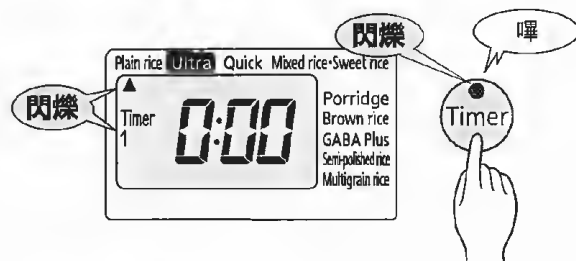 閃爍
嗶
Plain rice Ultra Quick Mixed rice•Sweet rice
閃爍
Timer
1
0:00
Porridge
Brown rice
GABA Plus
Semi-polished rice
Multigrain rice
Timer